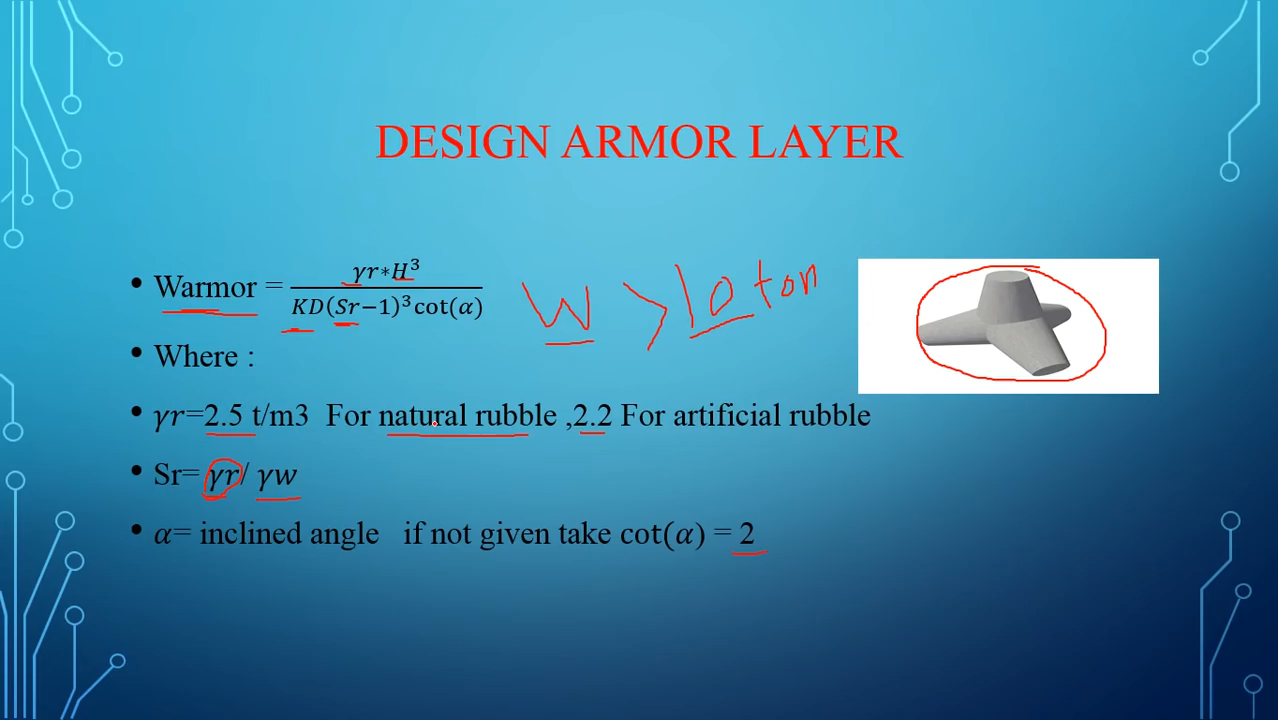 DESIGN ARMOR LAYER
• Warmor = 𝛾𝑟∗𝐻³ / 𝐾𝐷(𝑆𝑟−1)³cot(𝛼)
W > 10 ton
• Where :
• 𝛾𝑟=2.5 t/m3 For natural rubble ,2.2 For artificial rubble
• Sr= 𝛾𝑟/ 𝛾𝑤
• 𝛼= inclined angle if not given take cot(𝛼) = 2